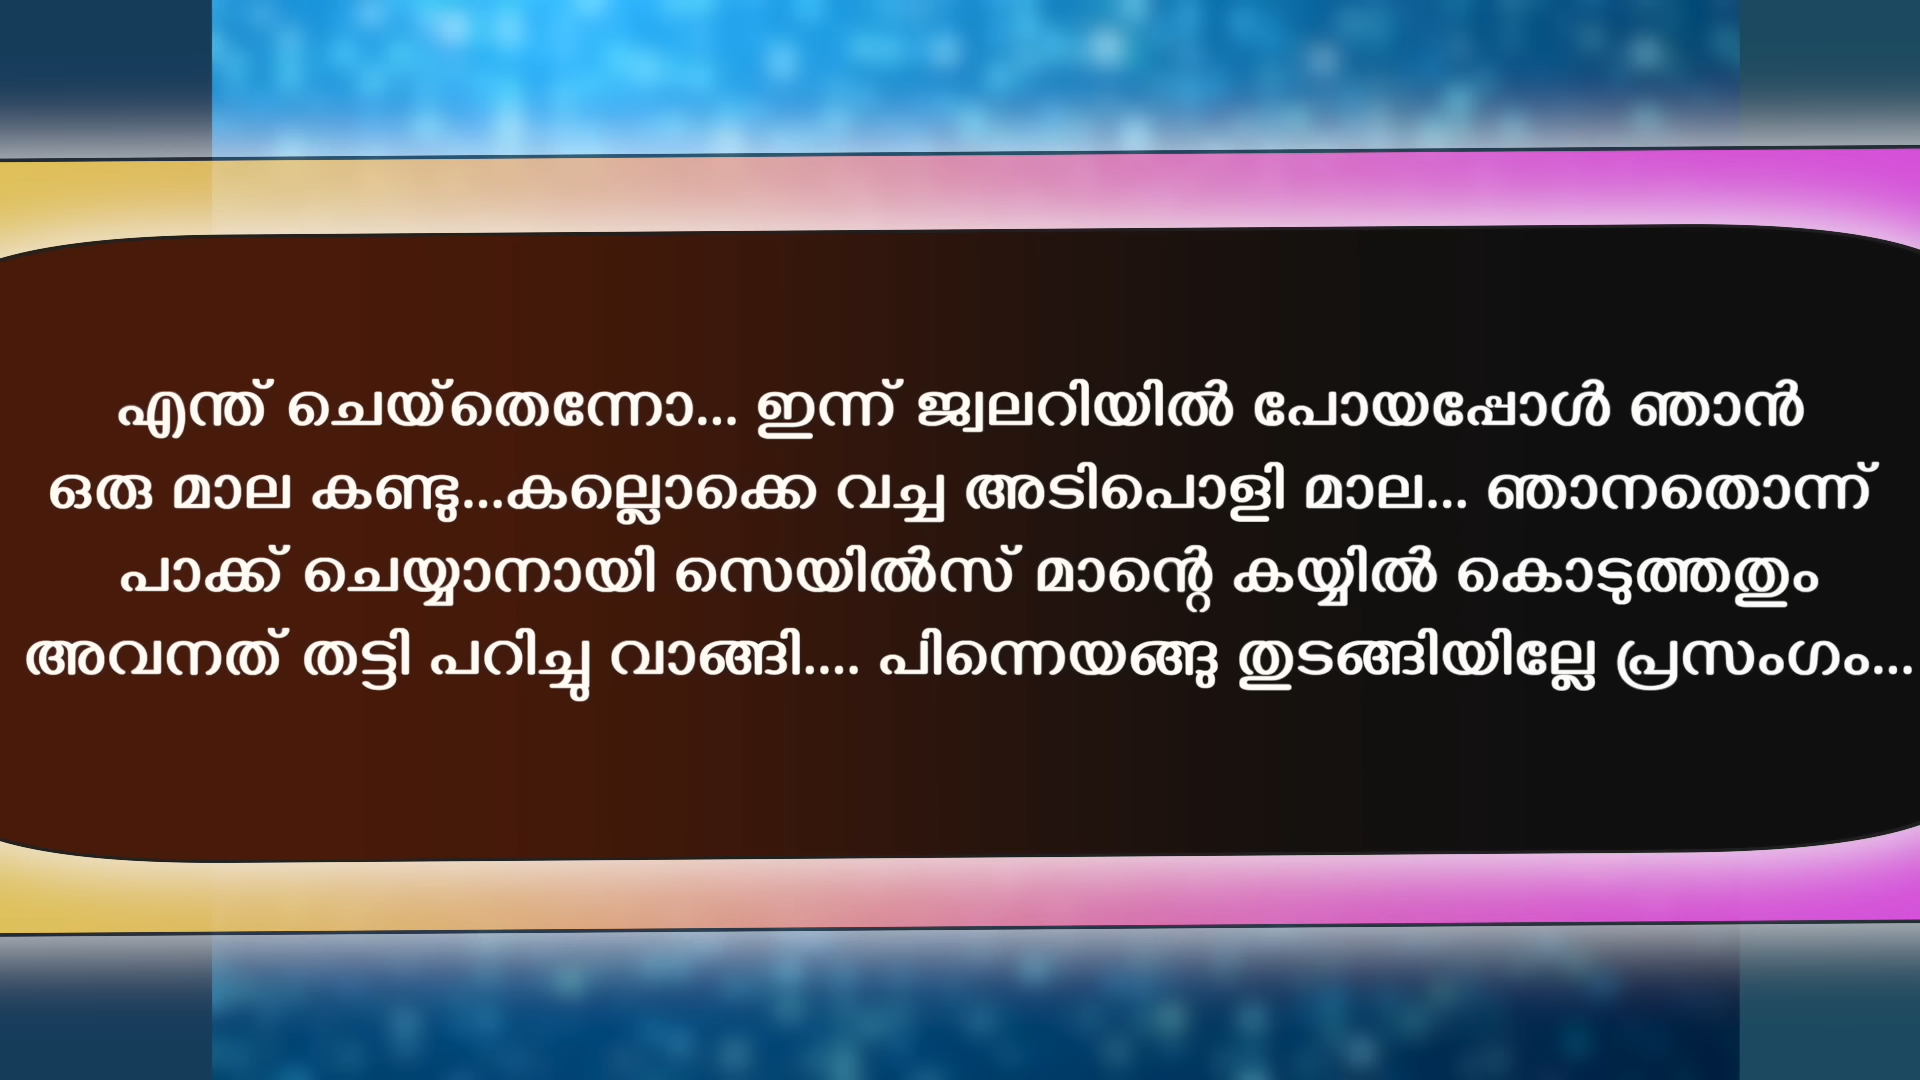 എന്ത് ചെയ്തെന്നോ... ഇന്ന് ജ്വലറിയിൽ പോയപ്പോൾ ഞാൻ
ഒരു മാല കണ്ടു...കല്ലൊക്കെ വച്ച അടിപൊളി മാല... ഞാനതൊന്ന്
പാക്ക് ചെയ്യാനായി സെയിൽസ് മാന്റെ കയ്യിൽ കൊടുത്തതും
അവനത് തട്ടി പറിച്ചു വാങ്ങി.... പിന്നെയങ്ങു തുടങ്ങിയില്ലേ പ്രസംഗം...